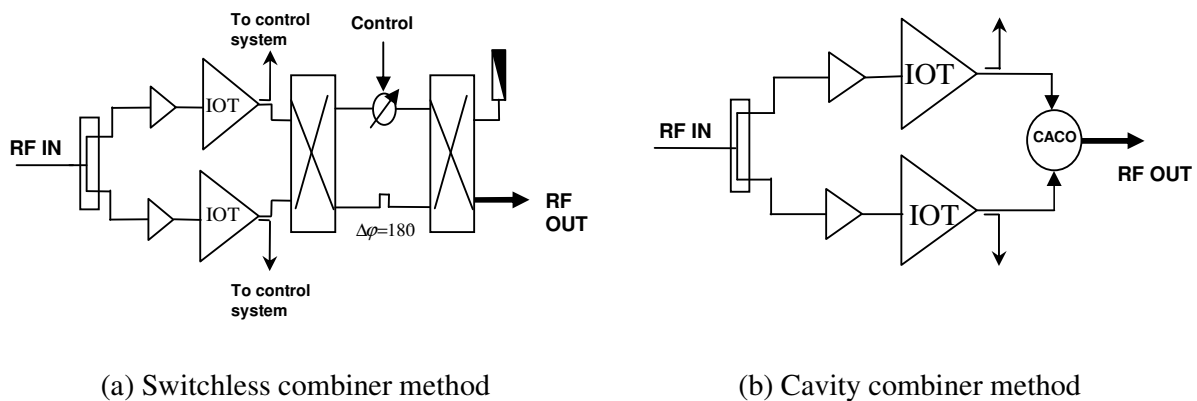 To control
system
Control
IOT
RF IN
IOT
Δφ=180
RF
OUT
To control
system
(a) Switchless combiner method
IOT
RF IN
CACO
RF OUT
IOT
(b) Cavity combiner method